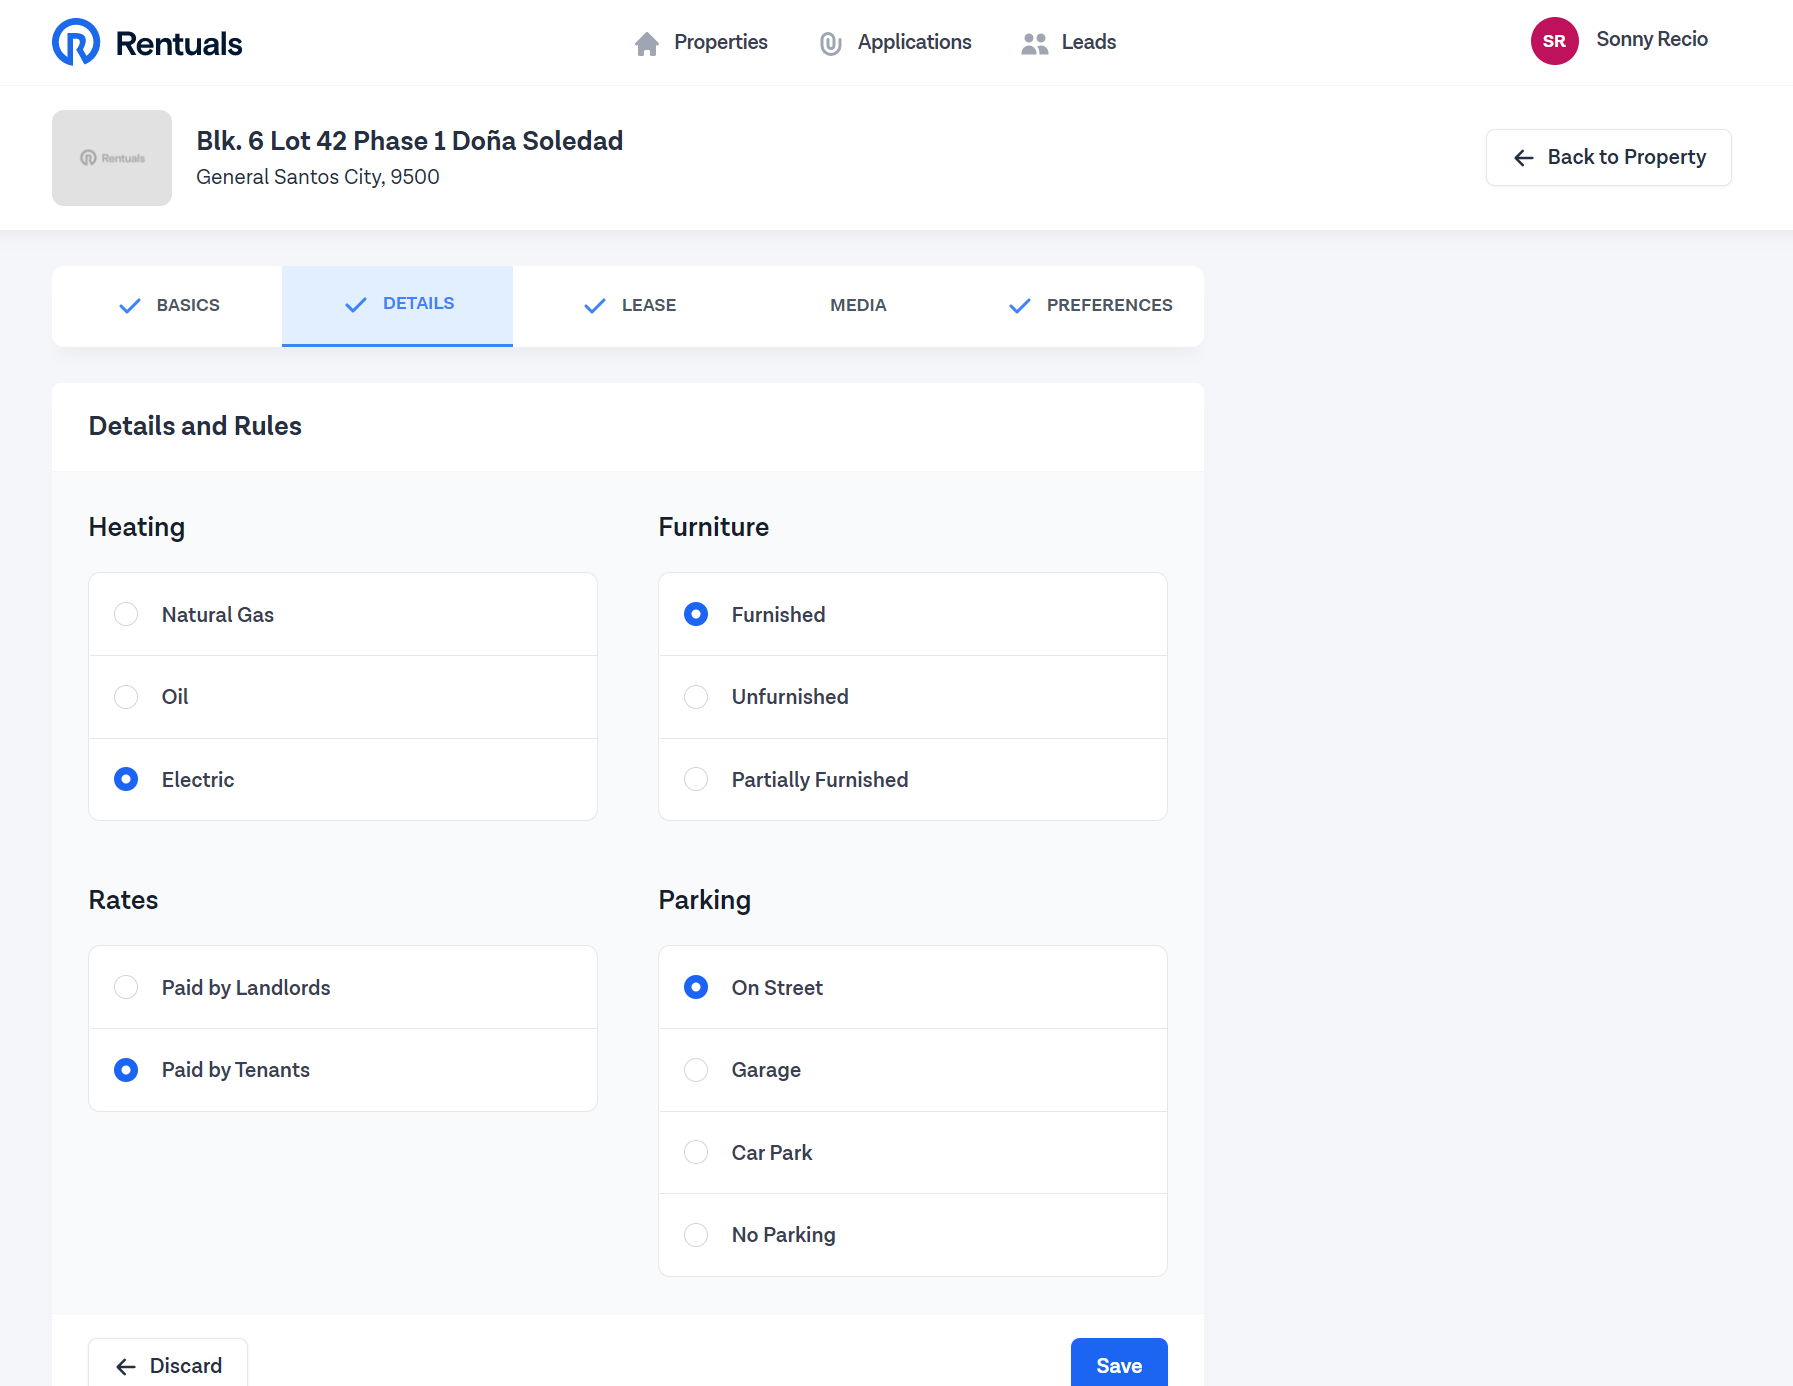 Rentuals
Properties
Applications
Leads
SR
Sonny Recio
Rentuals
Blk. 6 Lot 42 Phase 1 Doña Soledad
General Santos City, 9500
Back to Property
BASICS
DETAILS
LEASE
MEDIA
PREFERENCES
Details and Rules
Heating
Natural Gas
Oil
Electric
Furniture
Furnished
Unfurnished
Partially Furnished
Rates
Paid by Landlords
Paid by Tenants
Parking
On Street
Garage
Car Park
No Parking
Discard
Save